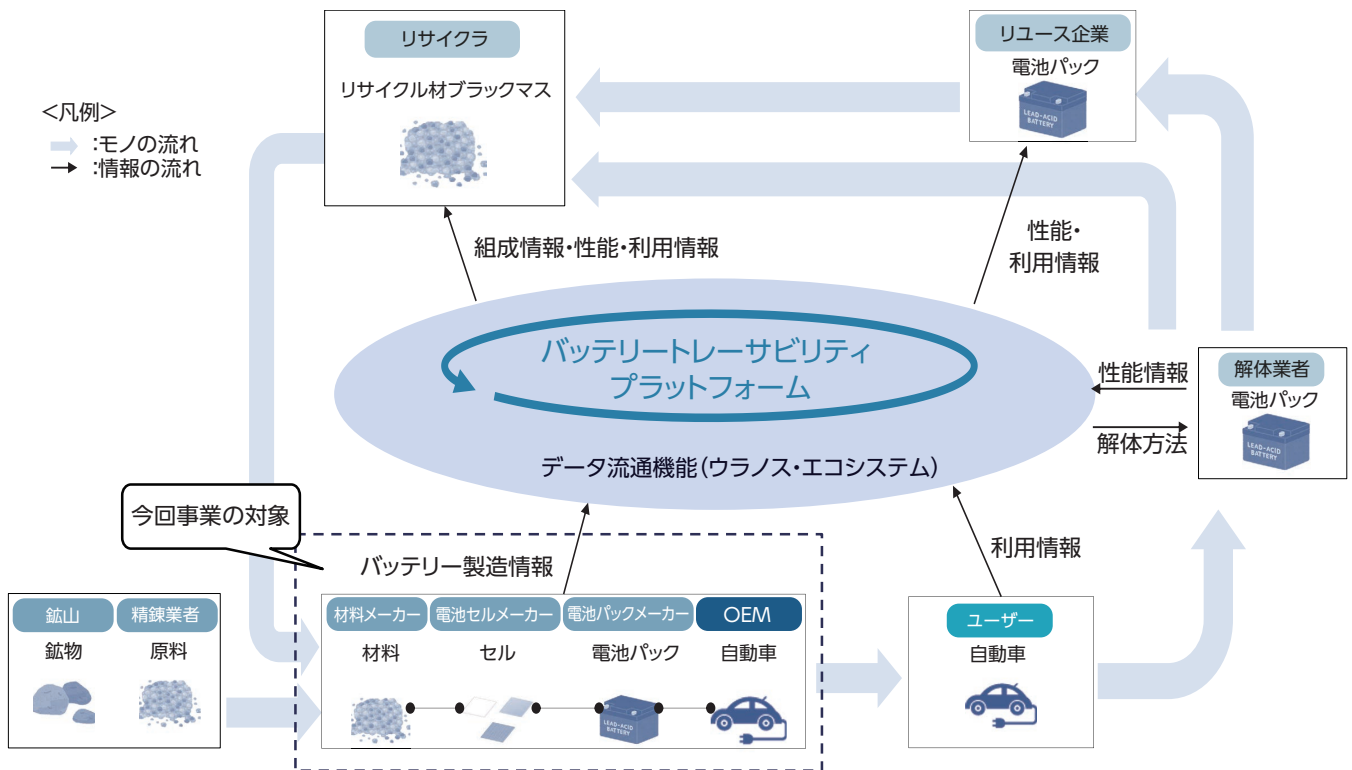 リサイクラ
リサイクル材ブラックマス
リユース企業
電池パック
LEAD-ACID
BATTERY
<凡例>
:モノの流れ
:情報の流れ
組成情報・性能・利用情報
性能・
利用情報
バッテリートレーサビリティ
プラットフォーム
データ流通機能(ウラノス・エコシステム)
性能情報
解体方法
解体業者
電池パック
LEAD-ACID
BATTERY
今回事業の対象
バッテリー製造情報
利用情報
鉱山
鉱物
精錬業者
原料
材料メーカー
材料
電池セルメーカー
セル
電池パックメーカー
電池パック
LEAD-ACID
BATTERY
OEM
自動車
ユーザー
自動車